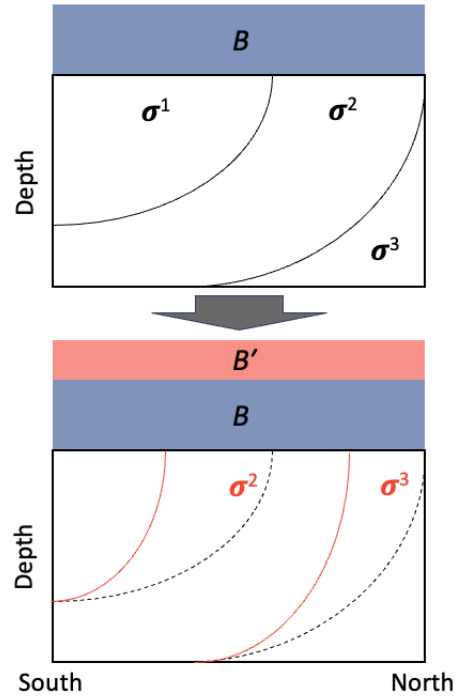 B
σ¹ σ²
Depth
σ³
B′
B
σ² σ³
Depth
South North